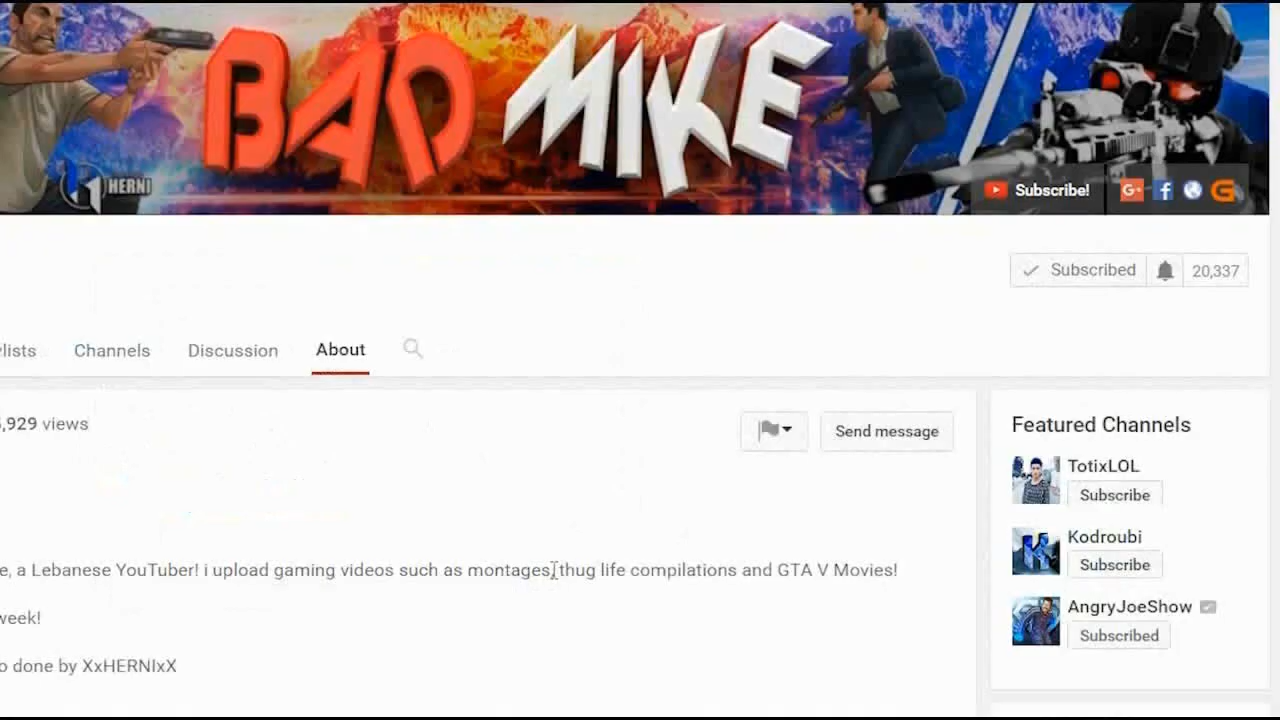 BAD MIKE
HERNI
Subscribe!
G+ f G
Subscribed 20,337
Channels Discussion About
,929 views
Send message
Featured Channels
TotixLOL
Subscribe
Kodroubi
Subscribe
AngryJoeShow
Subscribed
e, a Lebanese YouTuber! i upload gaming videos such as montages, thug life compilations and GTA V Movies!
week!
o done by XxHERNIxX